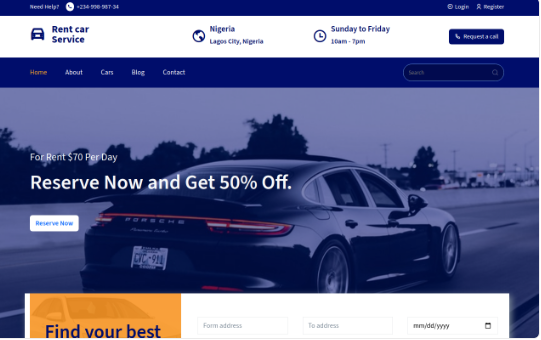 Need Help? +234-998-987-34
Login Register
Rent car
Service
Nigeria
Lagos City, Nigeria
Sunday to Friday
10am - 7pm
Request a call
Home About Cars Blog Contact
Search
For Rent $70 Per Day
Reserve Now and Get 50% Off.
Reserve Now
PORSCHE
Find your best
Form address
To address
mm/dd/yyyy